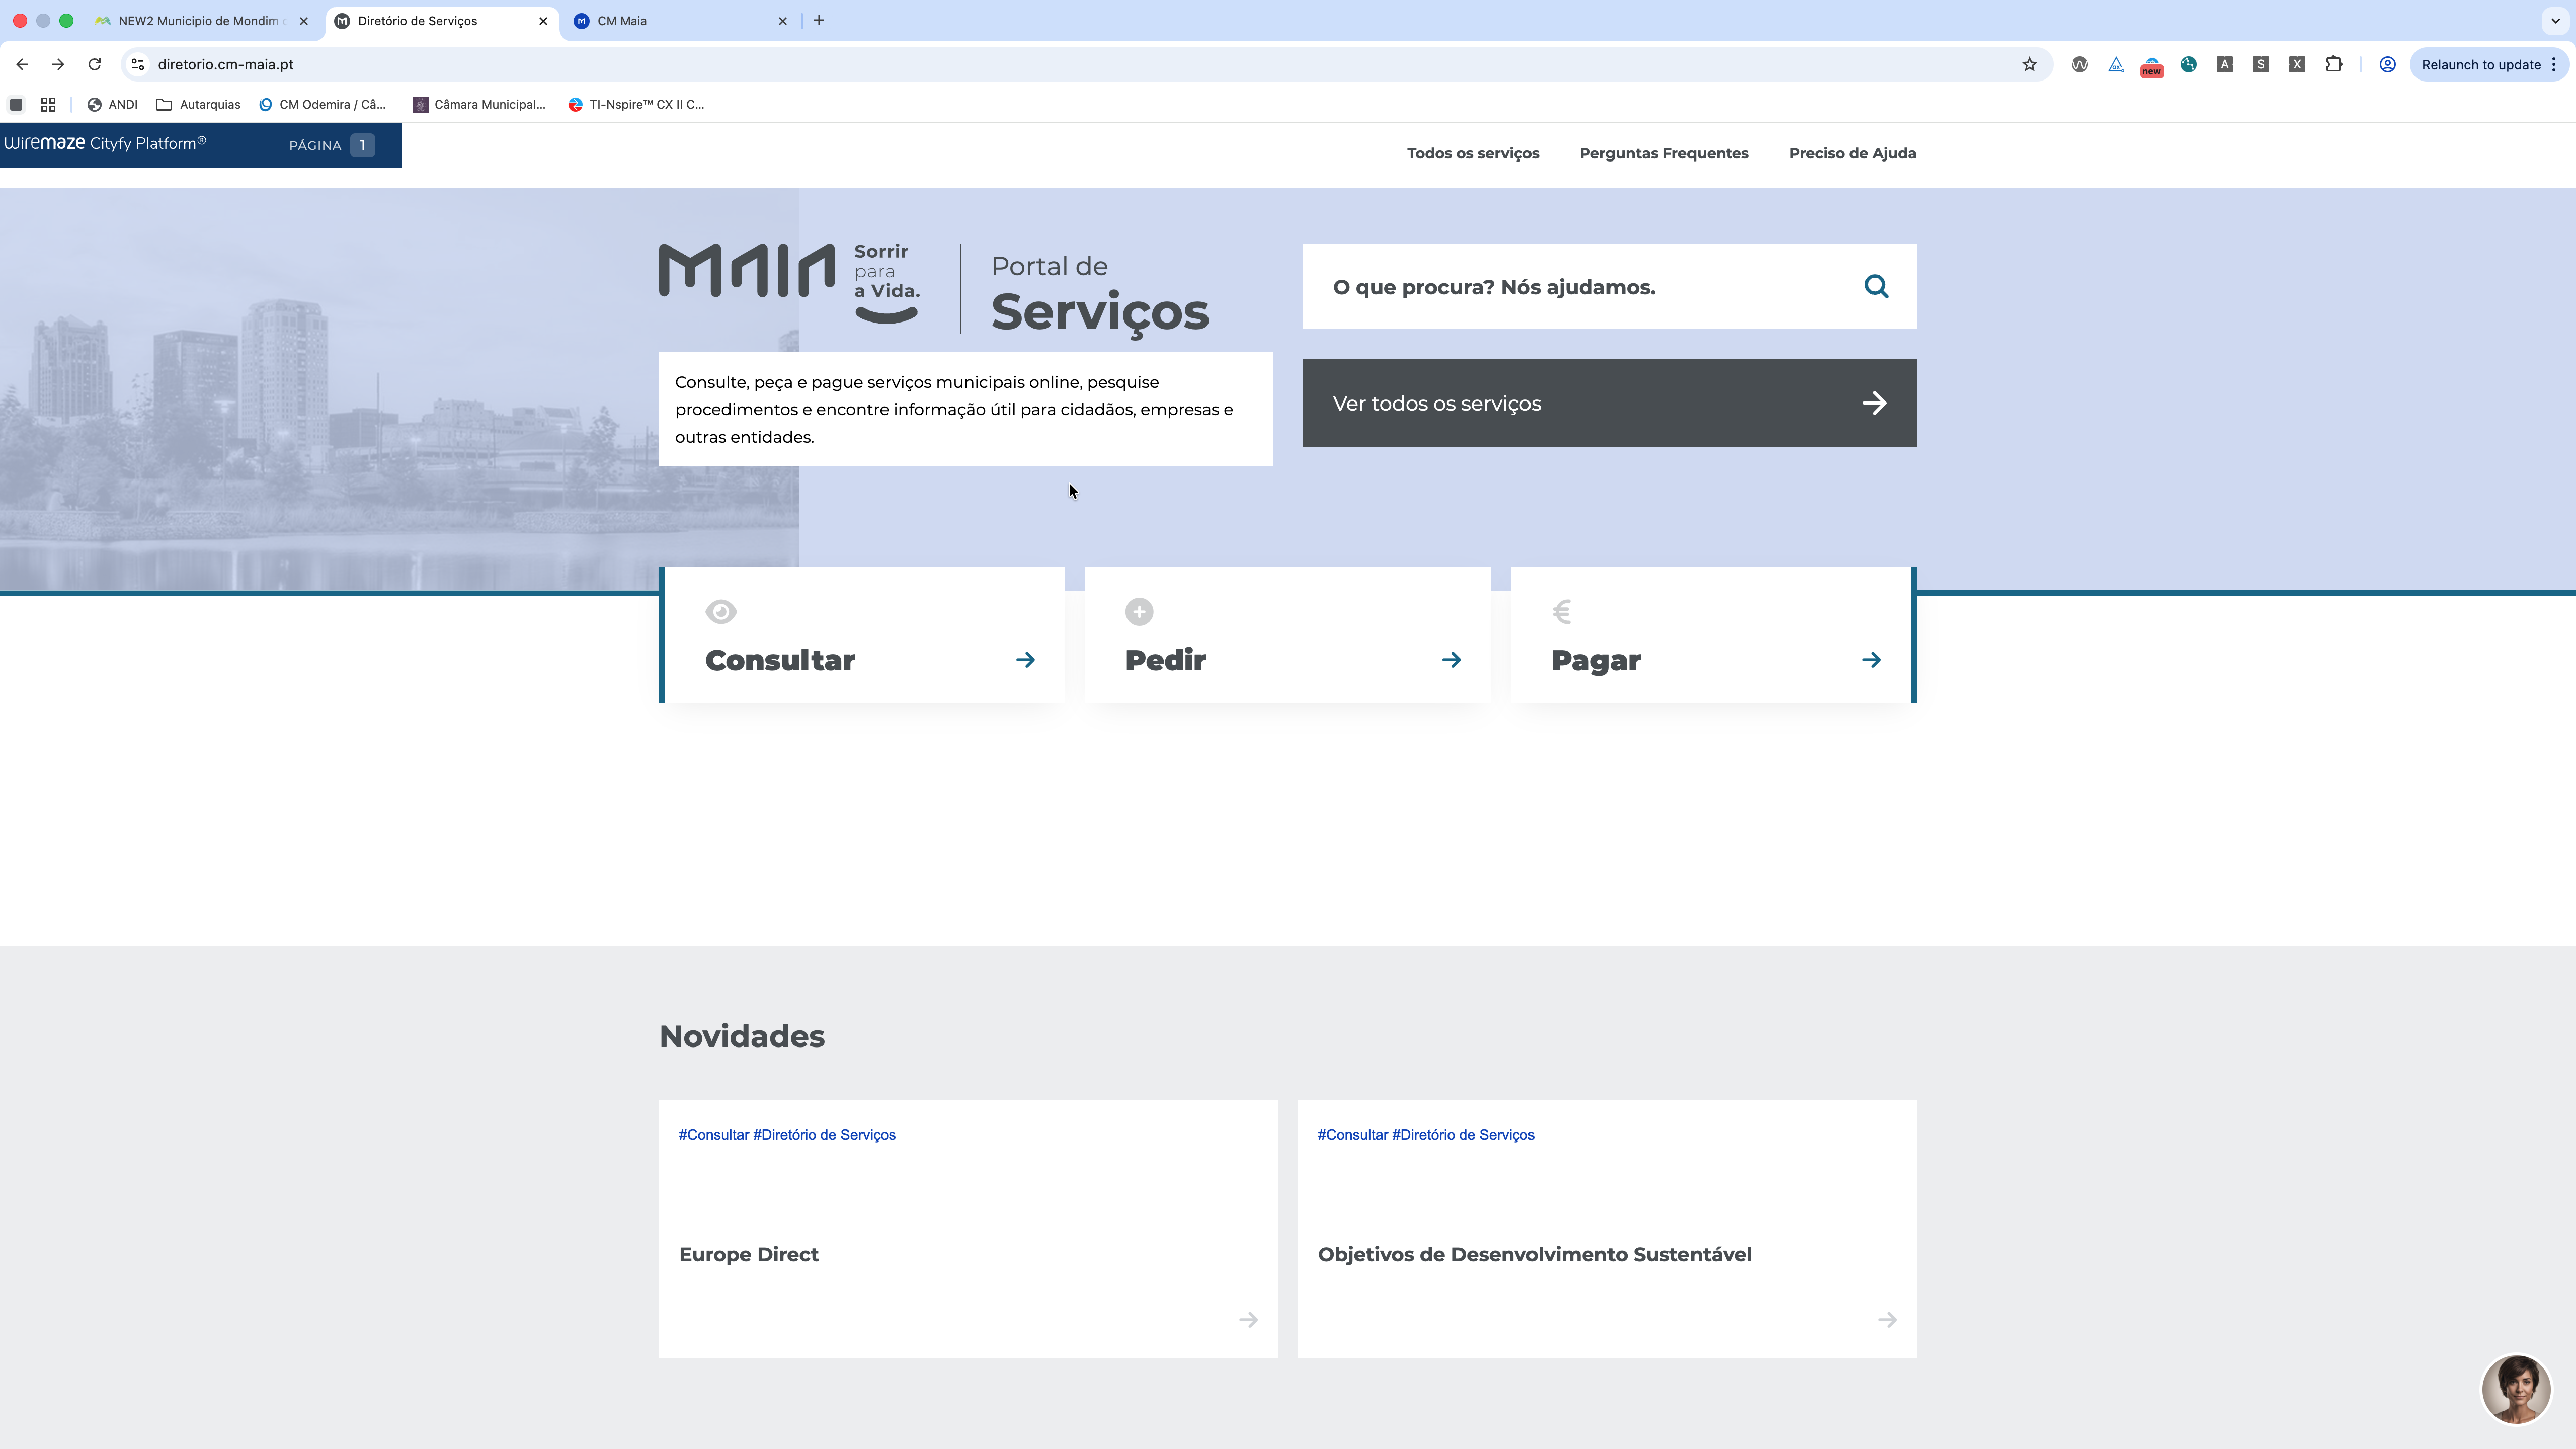 NEW2 Municipio de Mondim
Diretório de Serviços
CM Maia
diretorio.cm-maia.pt
new
A
S
X
Relaunch to update
ANDI
Autarquias
CM Odemira / Câ...
Câmara Municipal...
TI-Nspire™ CX II C...
wiremaze Cityfy Platform®
PÁGINA 1
Todos os serviços
Perguntas Frequentes
Preciso de Ajuda
MAIA
Sorrir
para
a Vida.
Portal de
Serviços
O que procura? Nós ajudamos.
Consulte, peça e pague serviços municipais online, pesquise
procedimentos e encontre informação útil para cidadãos, empresas e
outras entidades.
Ver todos os serviços
Consultar
Pedir
€
Pagar
Novidades
#Consultar #Diretório de Serviços
Europe Direct
#Consultar #Diretório de Serviços
Objetivos de Desenvolvimento Sustentável